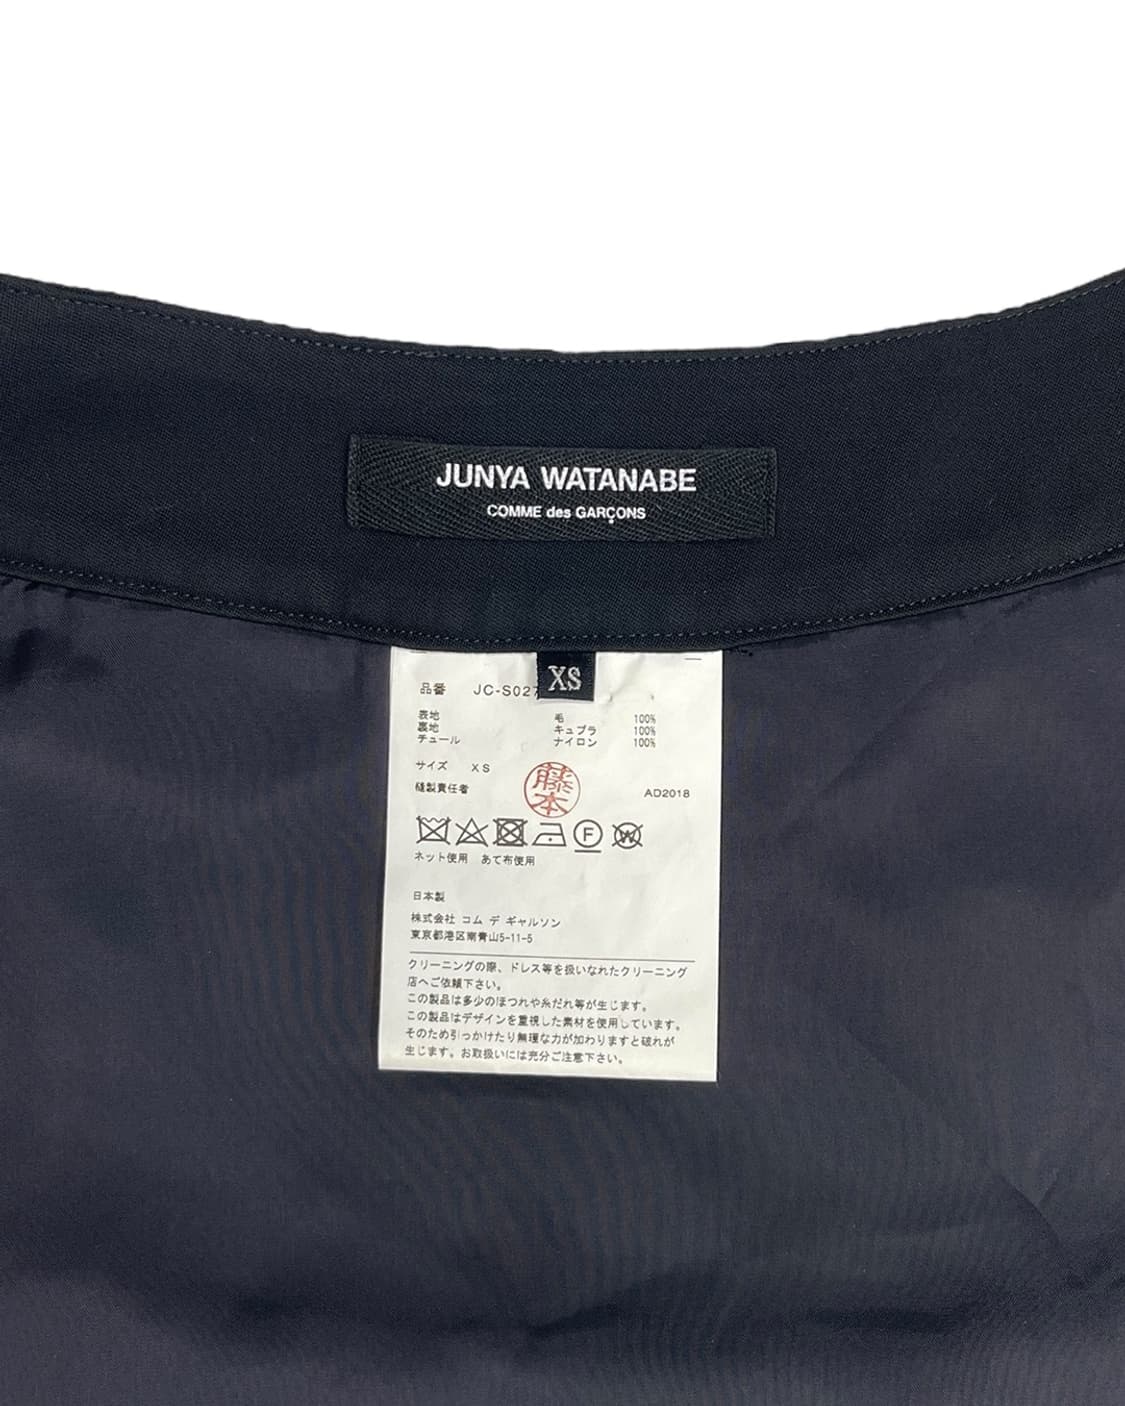 JUNYA WATANABE
COMME des GARÇONS
XS
品番 JC-S027
表地 毛 100%
裏地 キュプラ 100%
チュール ナイロン 100%
サイズ XS
縫製責任者 藤本 AD2018
ネット使用 あて布使用
日本製
株式会社 コム デ ギャルソン
東京都港区南青山5-11-5
クリーニングの際、ドレス等を扱いなれたクリーニング
店へご依頼下さい。
この製品は多少のほつれや糸だれ等が生じます。
この製品はデザインを重視した素材を使用しています。
そのため引っかけたり無理な力が加わりますと破れが
生じます。お取扱いには充分ご注意下さい。